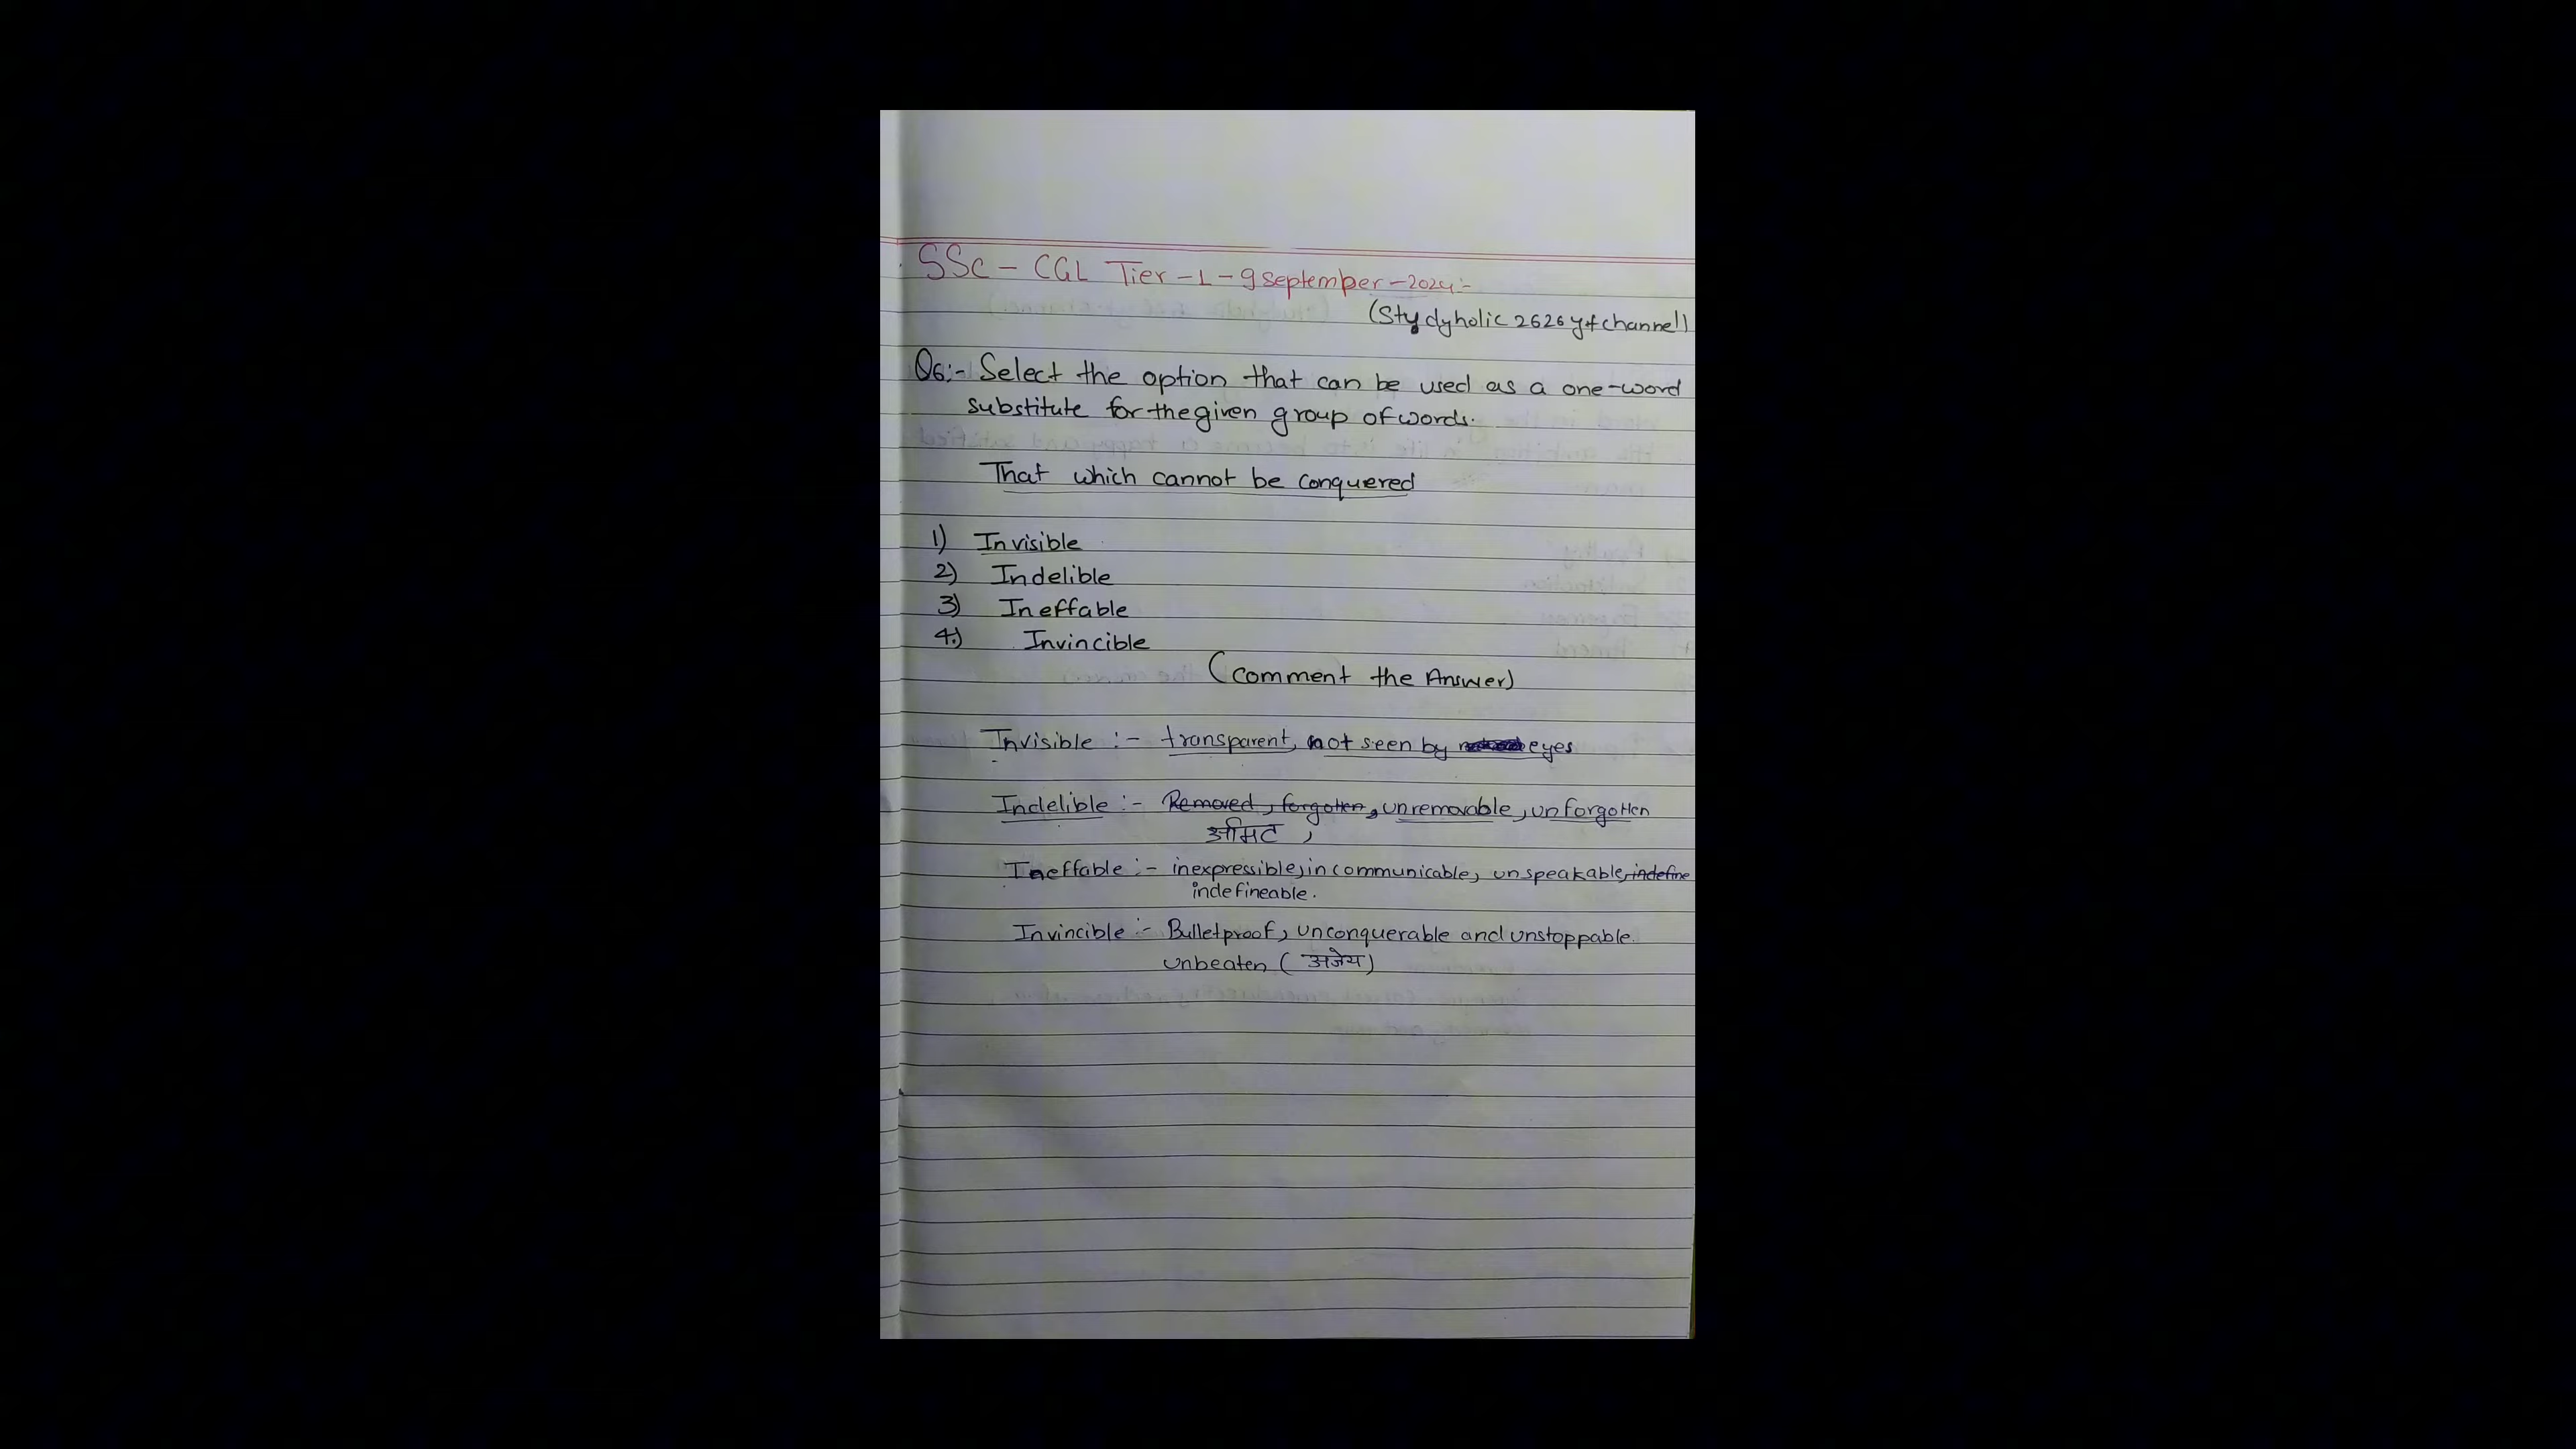 SSC - CGL Tier - 1 - 9 september - 2024 :-
(Stydyholic 2626 yt channel)
Q6:- Select the option that can be used as a one-word
substitute for the given group of words.
That which cannot be conquered
1) Invisible
2) Indelible
3) Ineffable
4.) Invincible
(comment the Answer)
Invisible :- transparent, not seen by eyes
Indelible :- Removed, forgotten, unremovable, unforgotten
अमिट ,
Ineffable :- inexpressible, incommunicable, unspeakable, indefine
indefineable.
Invincible :- Bulletproof, unconquerable and unstoppable.
unbeaten ( अजेय )